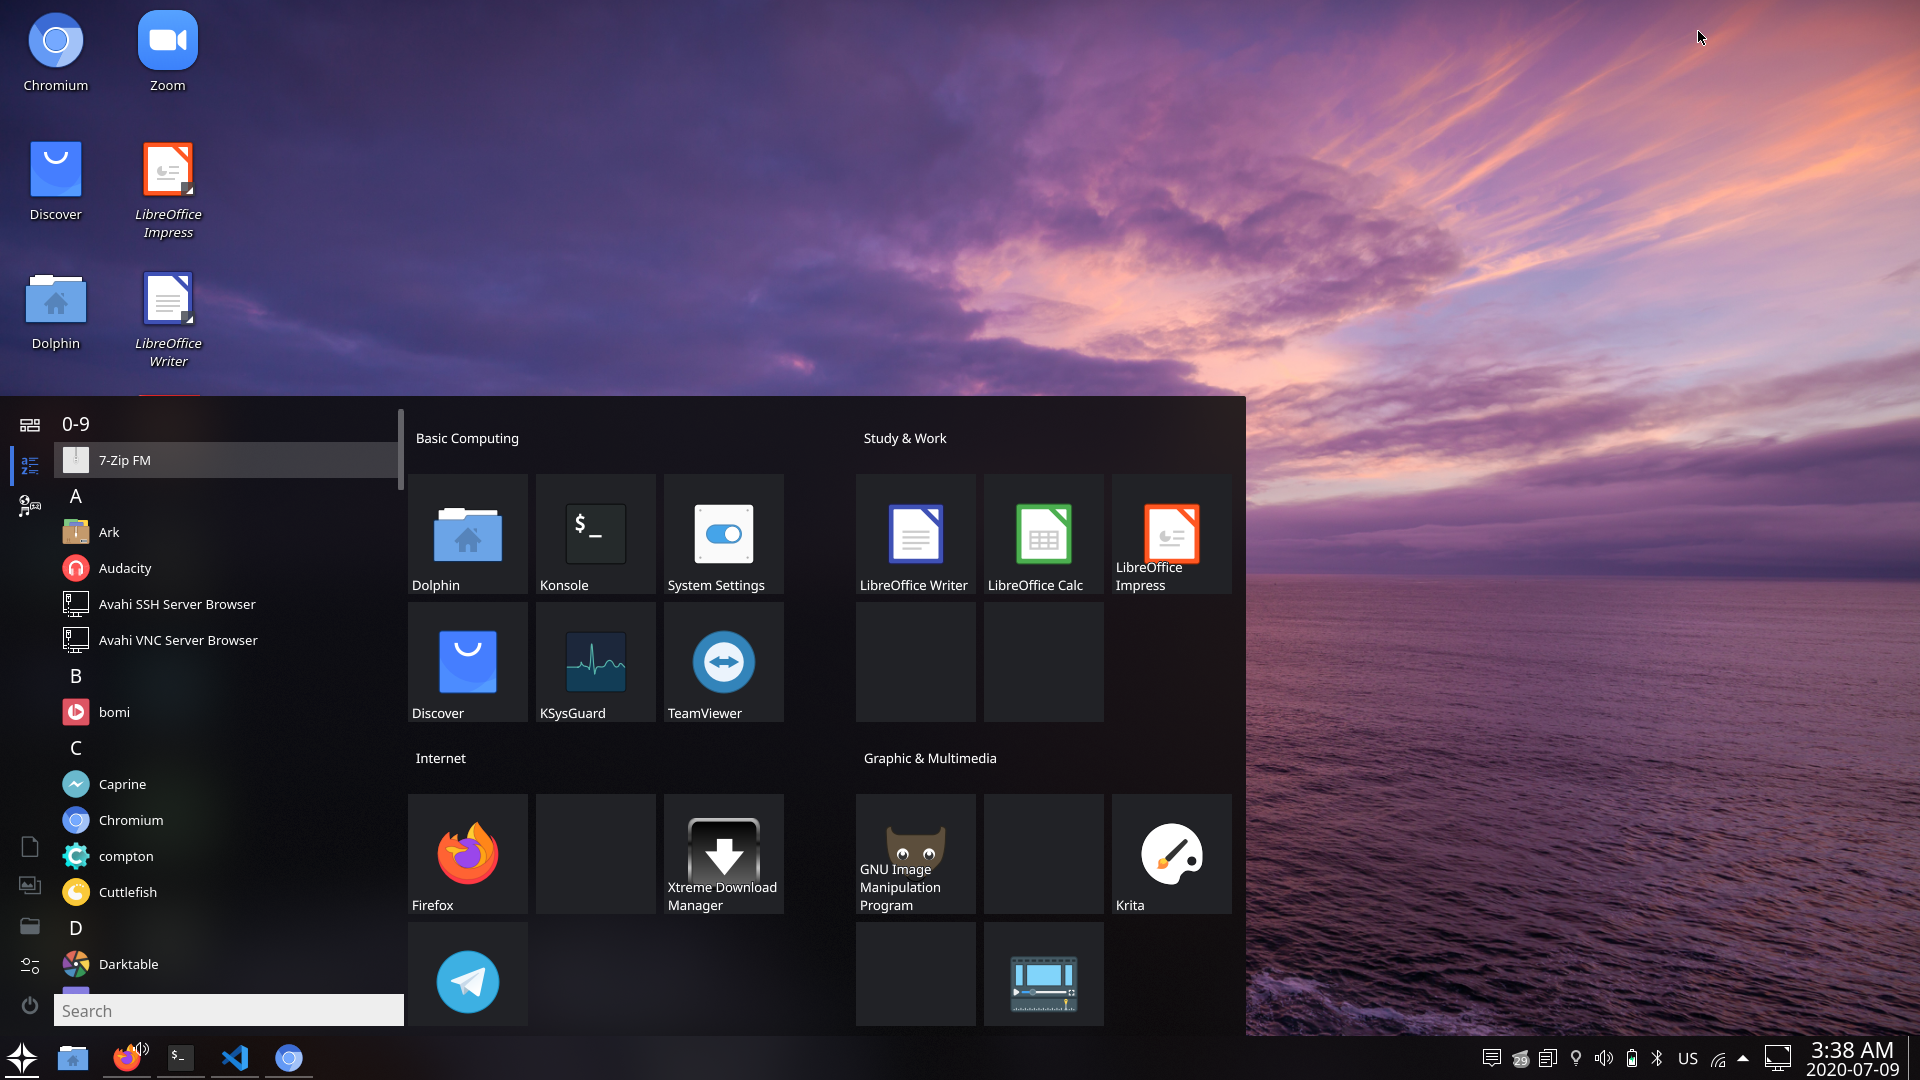 Chromium
Zoom
Discover
LibreOffice
Impress
Dolphin
LibreOffice
Writer
0-9
7-Zip FM
A
Ark
Audacity
Avahi SSH Server Browser
Avahi VNC Server Browser
B
bomi
C
Caprine
Chromium
compton
Cuttlefish
D
Darktable
Search
Basic Computing
Dolphin
Konsole
System Settings
Discover
KSysGuard
TeamViewer
Internet
Firefox
Xtreme Download
Manager
Study & Work
LibreOffice Writer
LibreOffice Calc
LibreOffice
Impress
Graphic & Multimedia
GNU Image
Manipulation
Program
Krita
29
US
3:38 AM
2020-07-09